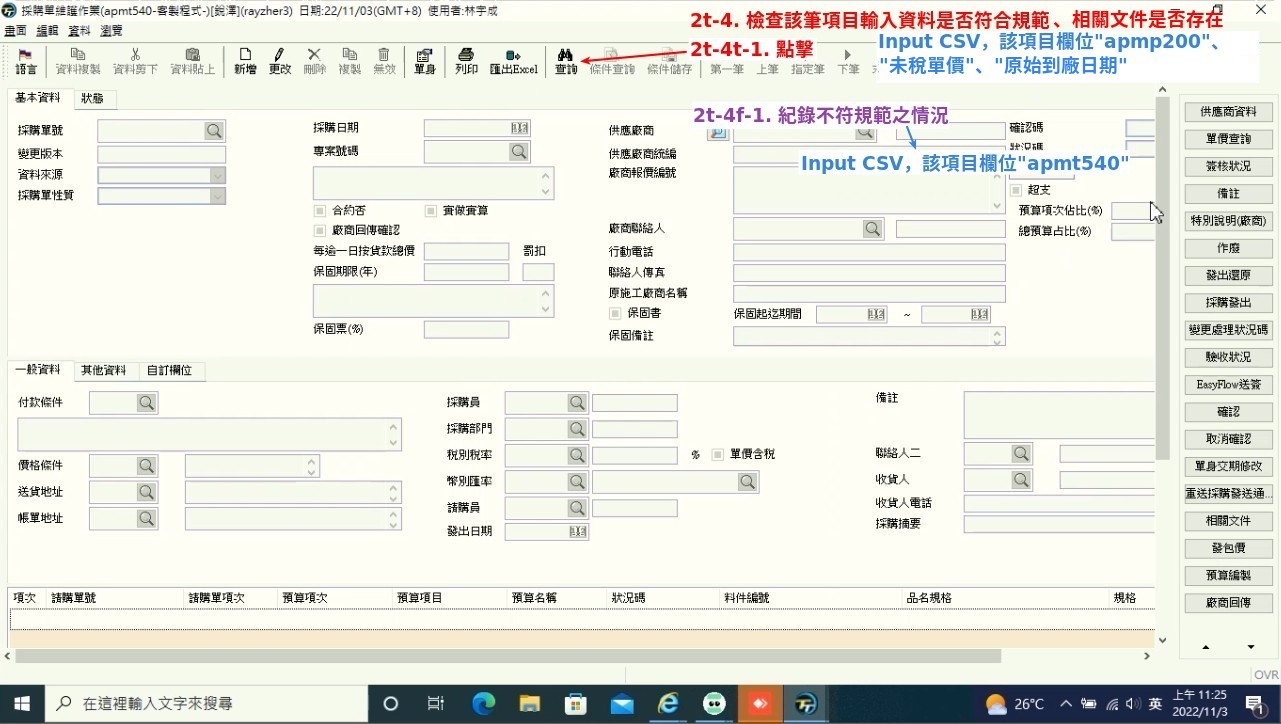 採購單維護作業(apmt540-客製程式-)[銳澤](rayzher3) 日期:22/11/03(GMT+8) 使用者:林宇成
畫面 編輯 資料 瀏覽
2t-4. 檢查該筆項目輸入資料是否符合規範、相關文件是否存在
2t-4t-1. 點擊
Input CSV，該項目欄位"apmp200"、
"未稅單價"、"原始到廠日期"
語言 資料複製 資料剪下 資料貼上 新增 更改 刪除 複製 無效 單身 列印 匯出Excel 查詢 條件查詢 條件儲存 第一筆 上筆 指定筆 下筆
基本資料 狀態
2t-4f-1. 紀錄不符規範之情況
Input CSV，該項目欄位"apmt540"
採購單號
變更版本
資料來源
採購單性質
採購日期
專案號碼
合約否 實做實算
廠商回傳確認
每逾一日按貨款總價 罰扣
保固期限(年)
保固票(%)
供應廠商
供應廠商統編
廠商報價編號
廠商聯絡人
行動電話
聯絡人傳真
原施工廠商名稱
保固書 保固起迄期間 ~
保固備註
確認碼
狀況碼
超支
預算項次佔比(%)
總預算占比(%)
一般資料 其他資料 自訂欄位
付款條件
價格條件
送貨地址
帳單地址
採購員
採購部門
稅別稅率 % 單價含稅
幣別匯率
請購員
發出日期
備註
聯絡人二
收貨人
收貨人電話
採購摘要
項次 請購單號 請購單項次 預算項次 預算項目 預算名稱 狀況碼 料件編號 品名規格 規格
供應商資料
單價查詢
簽核狀況
備註
特別說明(廠商)
作廢
發出還原
採購發出
變更處理狀況碼
驗收狀況
EasyFlow送簽
確認
取消確認
單身交期修改
重送採購發送通...
相關文件
發包價
預算編製
廠商回傳
OVR
在這裡輸入文字來搜尋
26°C
英
上午 11:25
2022/11/3
1